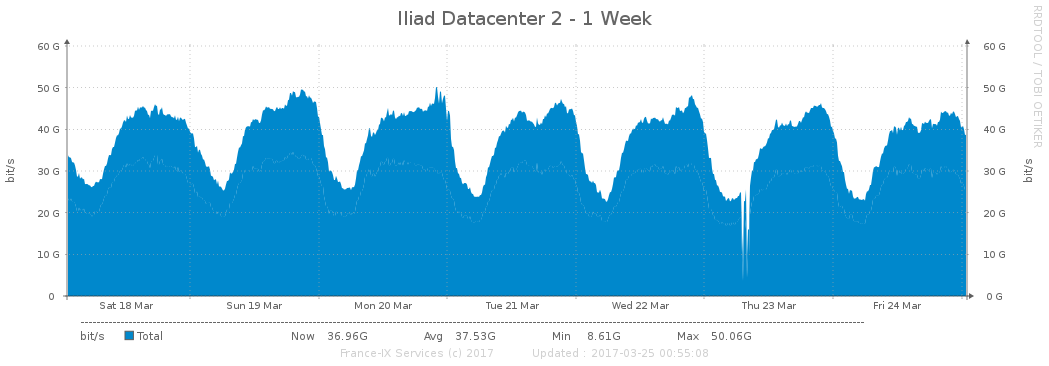 Iliad Datacenter 2 - 1 Week
RRDTOOL / TOBI OETIKER
60 G 60 G
50 G 50 G
40 G 40 G
30 G 30 G
20 G 20 G
10 G 10 G
0 0 G
bit/s bit/s
Sat 18 Mar Sun 19 Mar Mon 20 Mar Tue 21 Mar Wed 22 Mar Thu 23 Mar Fri 24 Mar
bit/s Total Now 36.96G Avg 37.53G Min 8.61G Max 50.06G
France-IX Services (c) 2017 Updated : 2017-03-25 00:55:08